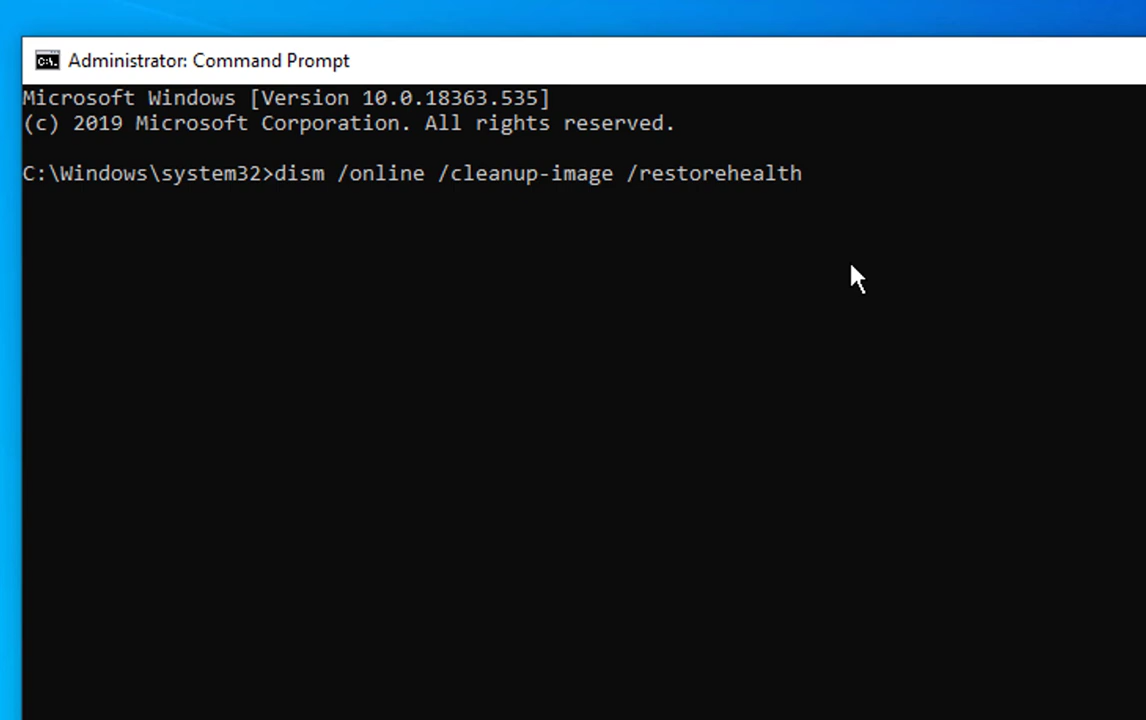 Administrator: Command Prompt
Microsoft Windows [Version 10.0.18363.535]
(c) 2019 Microsoft Corporation. All rights reserved.
C:\Windows\system32>dism /online /cleanup-image /restorehealth